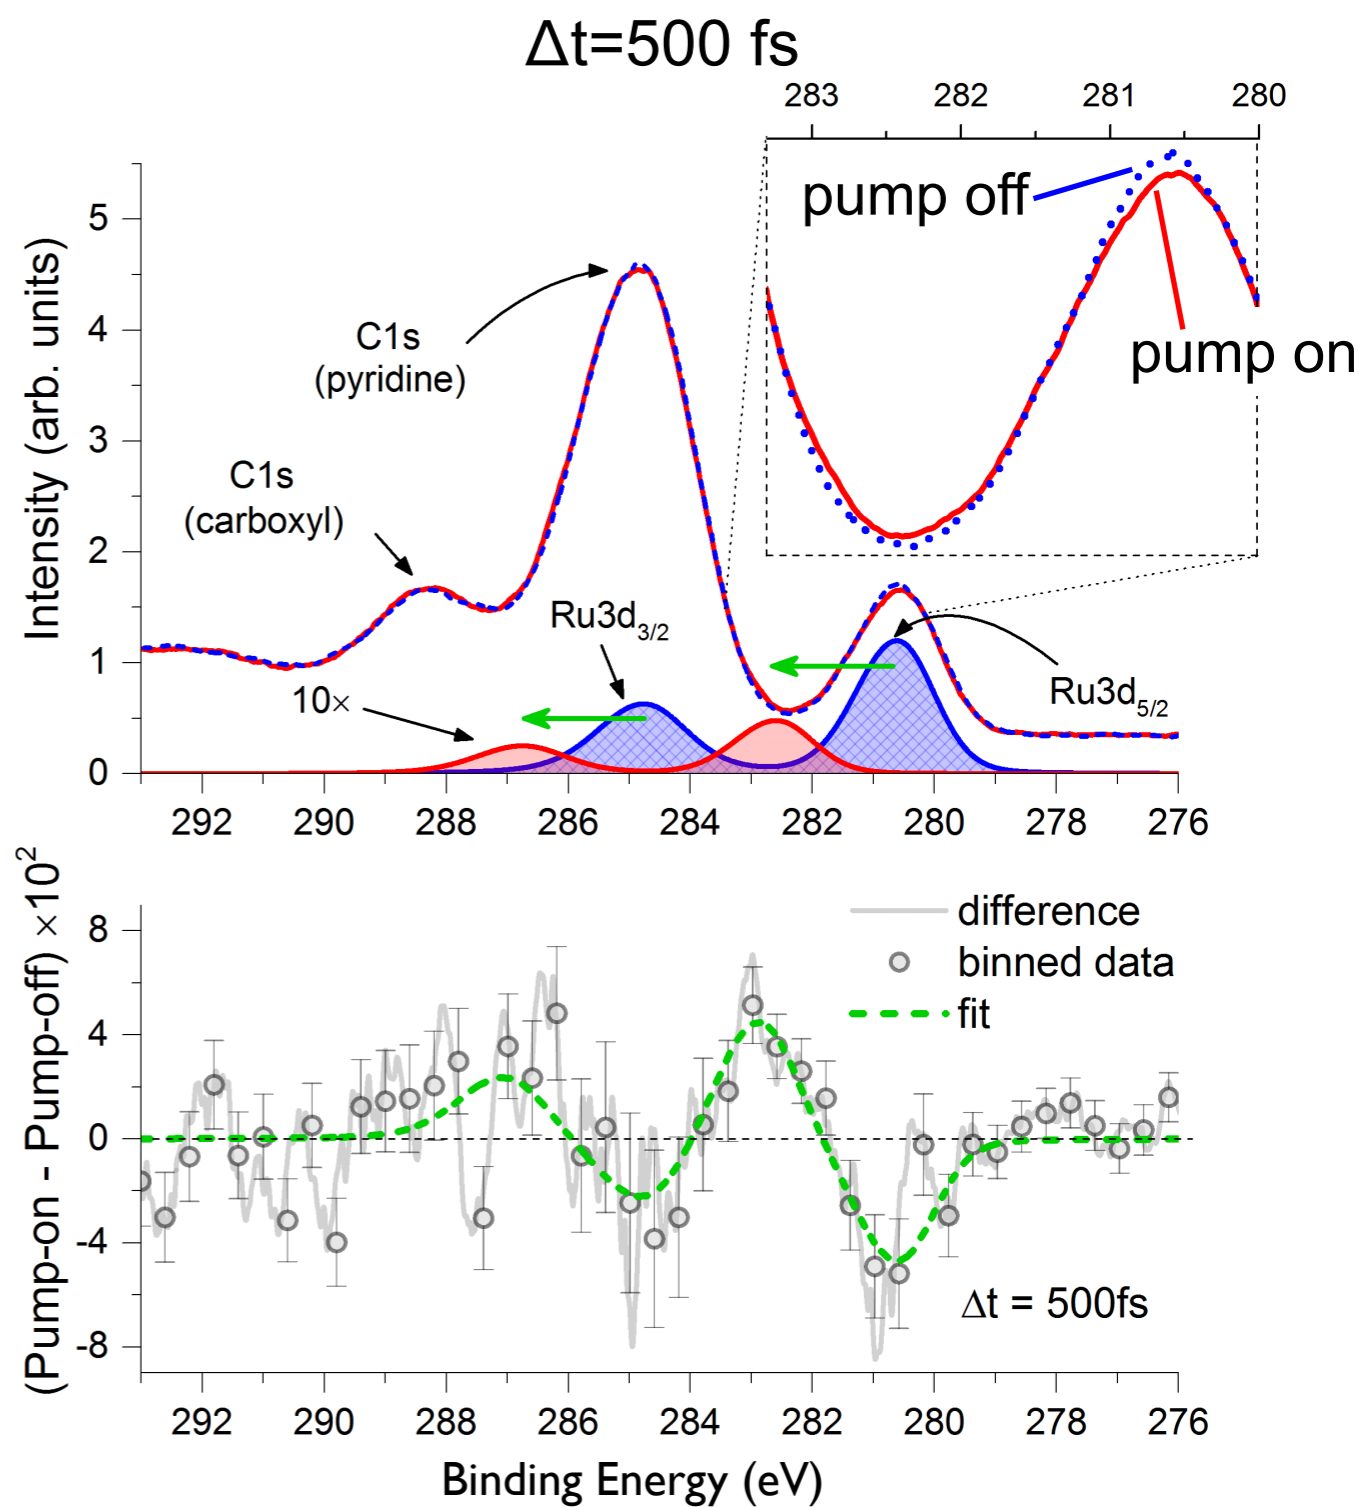 Δt=500 fs
283 282 281 280
pump off
pump on
Intensity (arb. units)
5
4
3
2
1
0
C1s
(pyridine)
C1s
(carboxyl)
Ru3d3/2
10×
Ru3d5/2
292 290 288 286 284 282 280 278 276
(Pump-on - Pump-off) ×10²
8
4
0
-4
-8
difference
binned data
fit
Δt = 500fs
292 290 288 286 284 282 280 278 276
Binding Energy (eV)